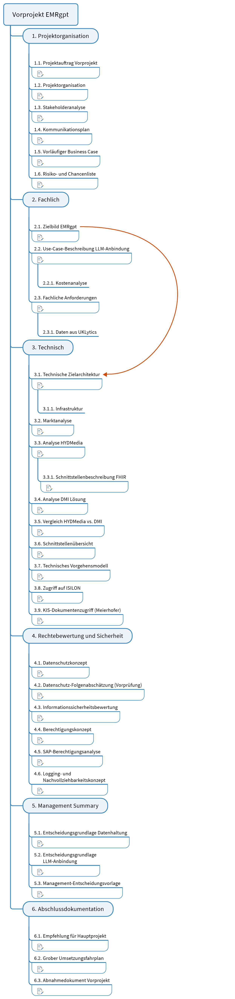 Vorprojekt EMRgpt
1. Projektorganisation
1.1. Projektauftrag Vorprojekt
1.2. Projektorganisation
1.3. Stakeholderanalyse
1.4. Kommunikationsplan
1.5. Vorläufiger Business Case
1.6. Risiko- und Chancenliste
2. Fachlich
2.1. Zielbild EMRgpt
2.2. Use-Case-Beschreibung LLM-Anbindung
2.2.1. Kostenanalyse
2.3. Fachliche Anforderungen
2.3.1. Daten aus UKLytics
3. Technisch
3.1. Technische Zielarchitektur
3.1.1. Infrastruktur
3.2. Marktanalyse
3.3. Analyse HYDMedia
3.3.1. Schnittstellenbeschreibung FHIR
3.4. Analyse DMI Lösung
3.5. Vergleich HYDMedia vs. DMI
3.6. Schnittstellenübersicht
3.7. Technisches Vorgehensmodell
3.8. Zugriff auf ISILON
3.9. KIS-Dokumentenzugriff (Meierhofer)
4. Rechtebewertung und Sicherheit
4.1. Datenschutzkonzept
4.2. Datenschutz-Folgenabschätzung (Vorprüfung)
4.3. Informationssicherheitsbewertung
4.4. Berechtigungskonzept
4.5. SAP-Berechtigungsanalyse
4.6. Logging- und
Nachvollziehbarkeitskonzept
5. Management Summary
5.1. Entscheidungsgrundlage Datenhaltung
5.2. Entscheidungsgrundlage
LLM-Anbindung
5.3. Management-Entscheidungsvorlage
6. Abschlussdokumentation
6.1. Empfehlung für Hauptprojekt
6.2. Grober Umsetzungsfahrplan
6.3. Abnahmedokument Vorprojekt